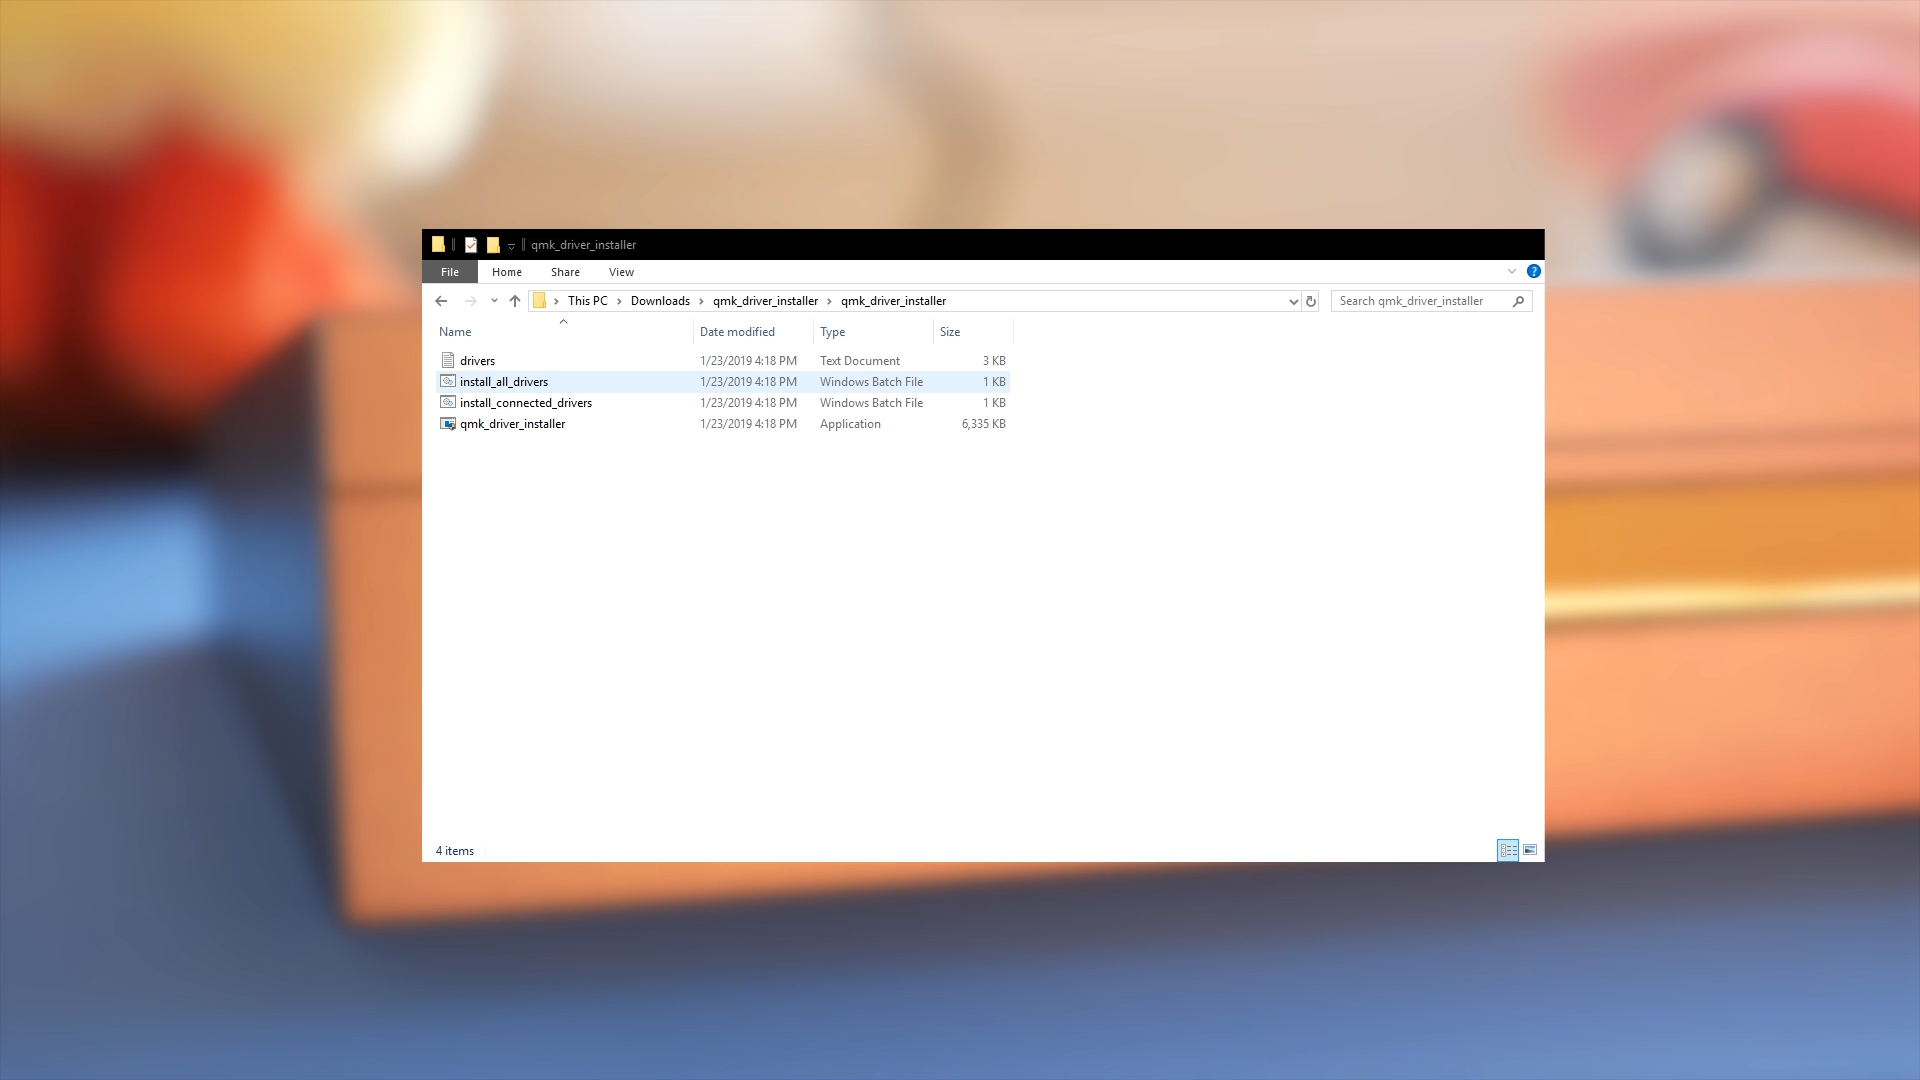 qmk_driver_installer
File Home Share View
This PC Downloads qmk_driver_installer qmk_driver_installer Search qmk_driver_installer
Name Date modified Type Size
drivers 1/23/2019 4:18 PM Text Document 3 KB
install_all_drivers 1/23/2019 4:18 PM Windows Batch File 1 KB
install_connected_drivers 1/23/2019 4:18 PM Windows Batch File 1 KB
qmk_driver_installer 1/23/2019 4:18 PM Application 6,335 KB
4 items